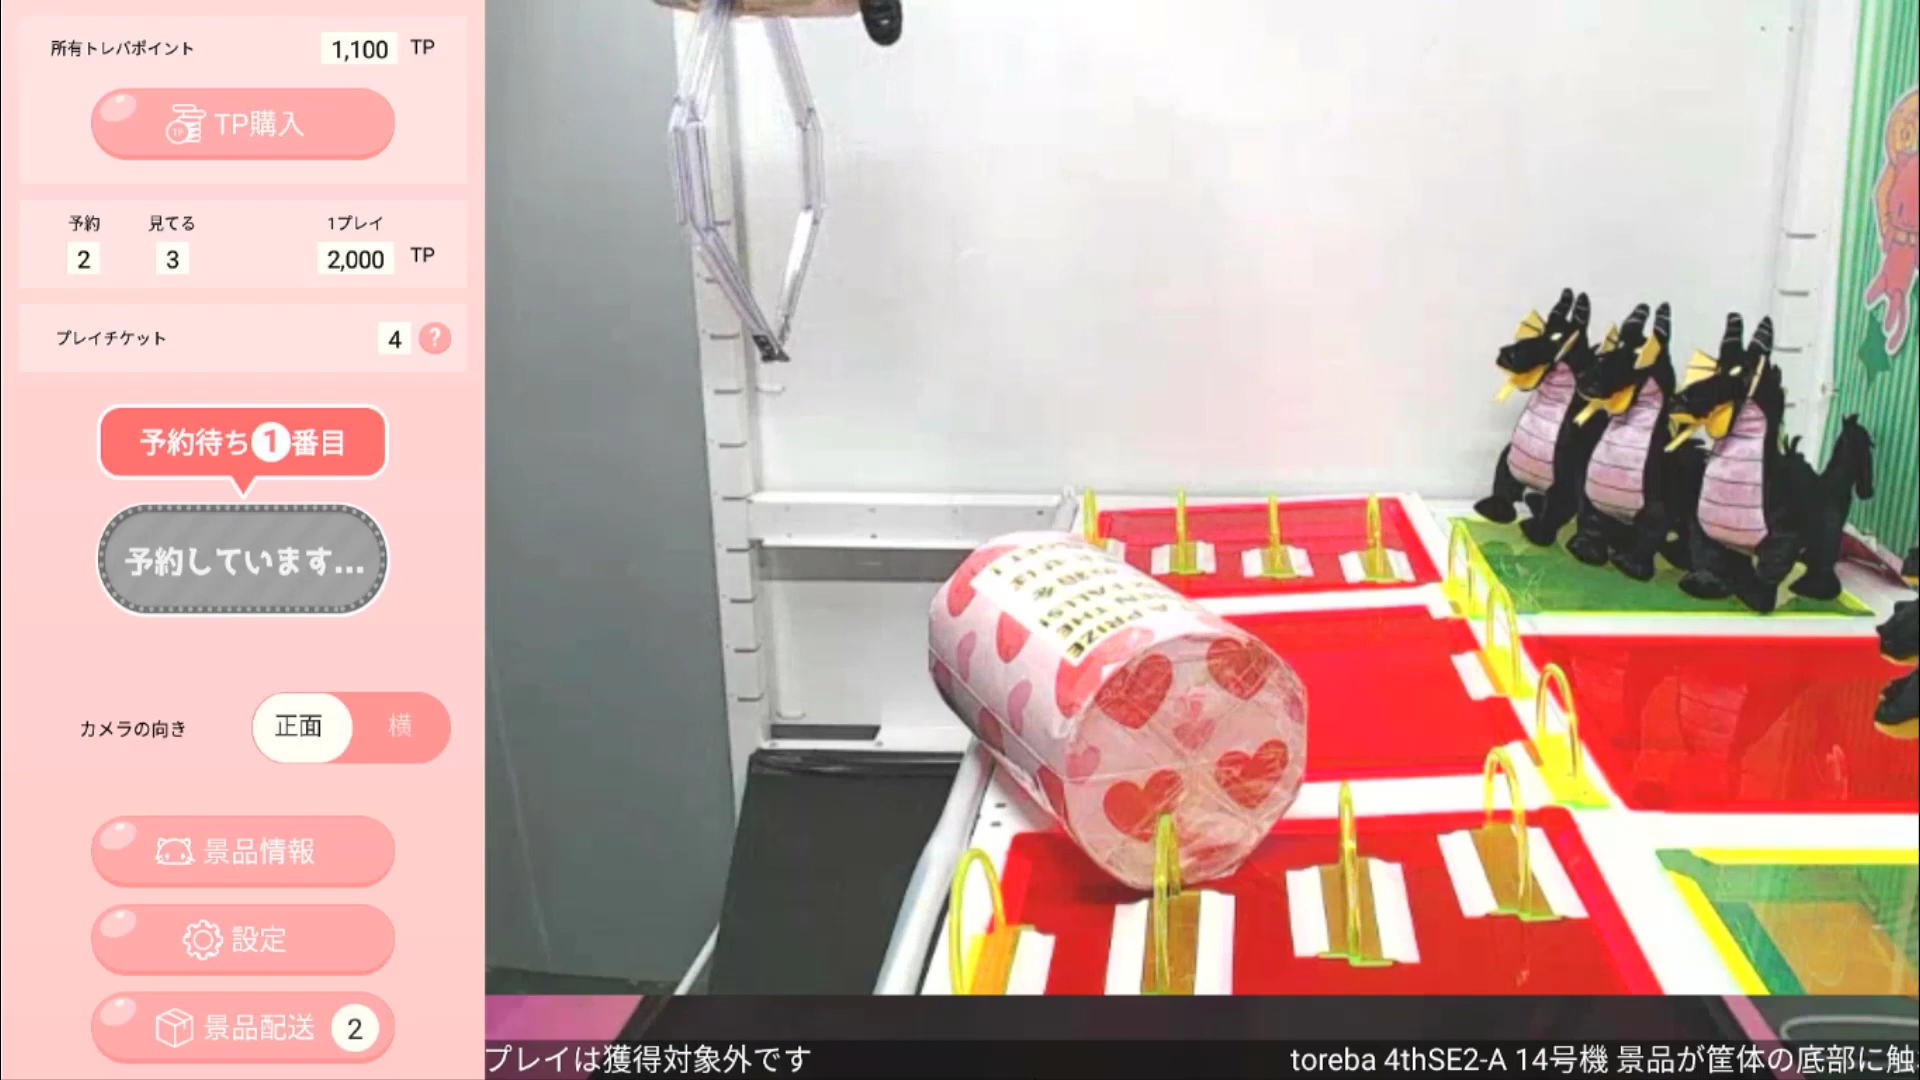 所有トレバポイント
1,100 TP
TP購入
予約
見てる
1プレイ
2
3
2,000 TP
プレイチケット
4 ?
予約待ち1番目
予約しています...
カメラの向き
正面
横
景品情報
設定
景品配送 2
PRIZE
プレイは獲得対象外です
toreba 4thSE2-A 14号機 景品が筐体の底部に触